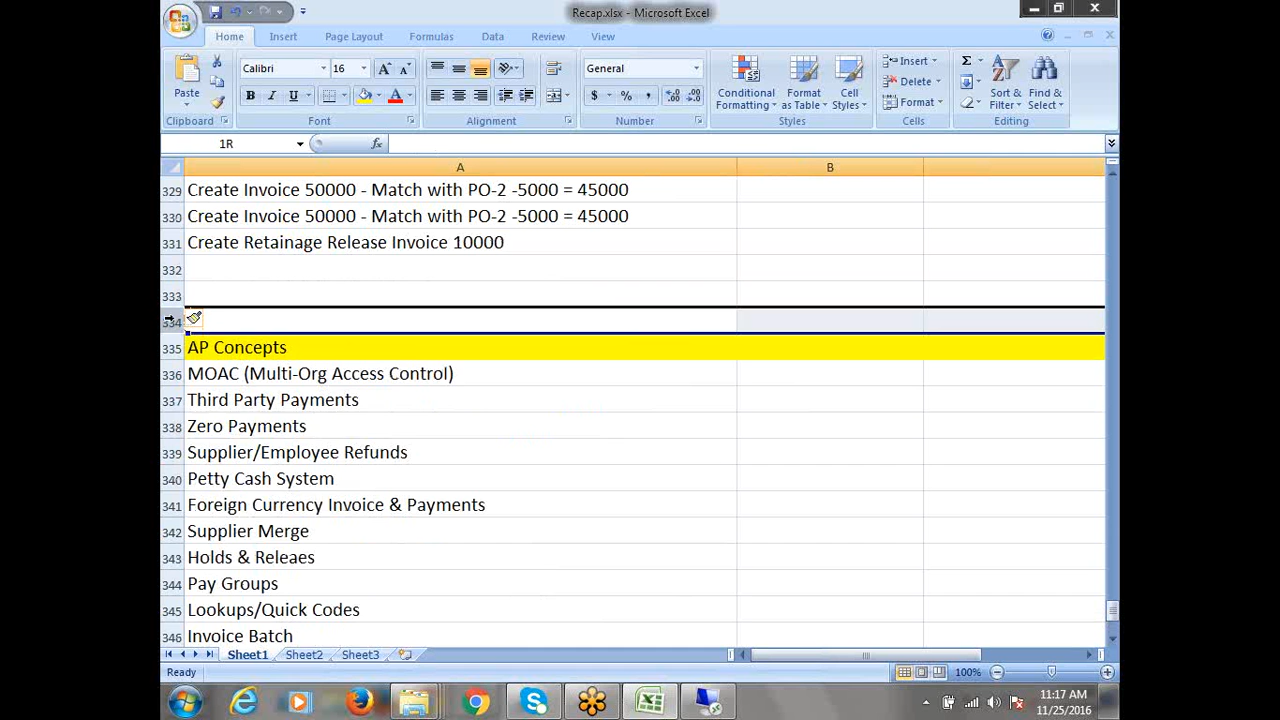 Recap.xlsx - Microsoft Excel
Home Insert Page Layout Formulas Data Review View
Paste
Calibri 16
General
Conditional Formatting
Format as Table
Cell Styles
Insert
Delete
Format
Sort & Filter
Find & Select
Clipboard Font Alignment Number Styles Cells Editing
1R fx
A B
329 Create Invoice 50000 - Match with PO-2 -5000 = 45000
330 Create Invoice 50000 - Match with PO-2 -5000 = 45000
331 Create Retainage Release Invoice 10000
332
333
334
335 AP Concepts
336 MOAC (Multi-Org Access Control)
337 Third Party Payments
338 Zero Payments
339 Supplier/Employee Refunds
340 Petty Cash System
341 Foreign Currency Invoice & Payments
342 Supplier Merge
343 Holds & Releaes
344 Pay Groups
345 Lookups/Quick Codes
346 Invoice Batch
Sheet1 Sheet2 Sheet3
Ready 100%
11:17 AM
11/25/2016